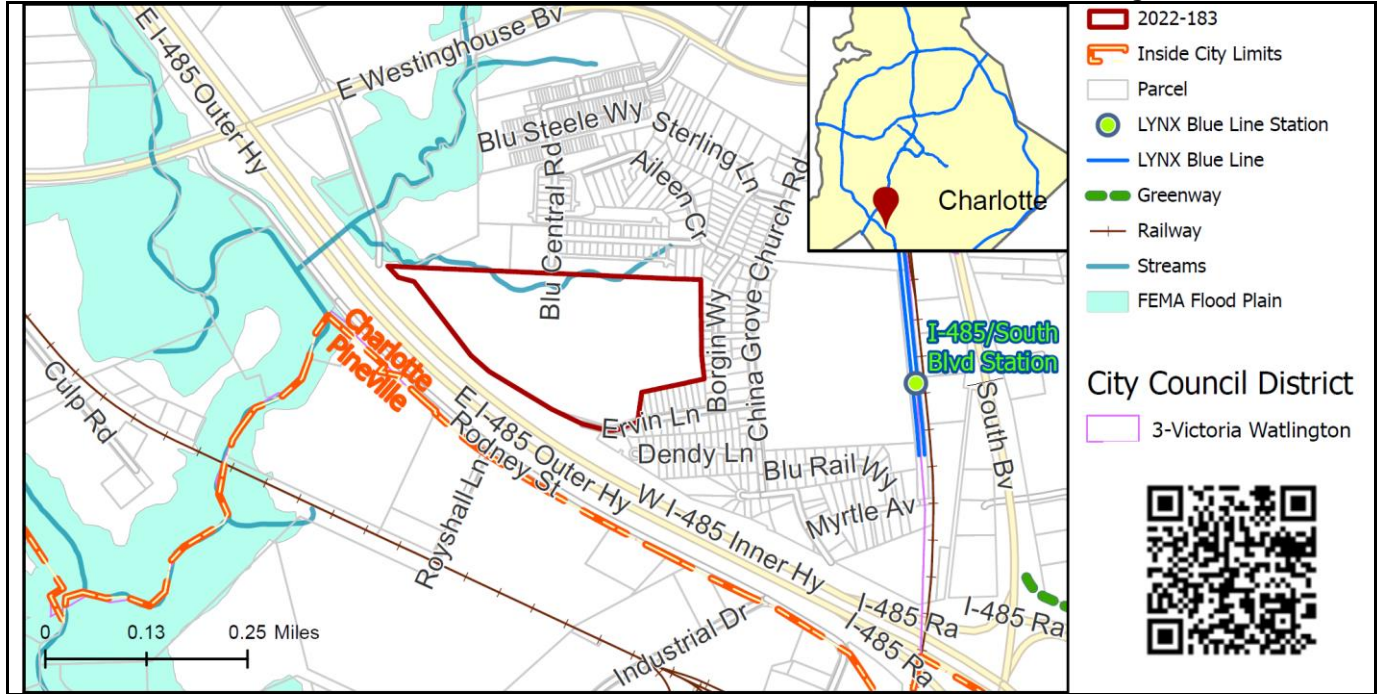 E I-485 Outer Hy
E Westinghouse Bv
Blu Steele Wy
Sterling Ln
Aileen Cr
Blu Central Rd
China Grove Church Rd
Borgin Wy
Charlotte
Pineville
Culp Rd
E I-485 Outer Hy
Rodney St
Royshall Ln
W I-485 Inner Hy
Ervin Ln
Dendy Ln
Blu Rail Wy
Myrtle Av
I-485/South
Blvd Station
South Bv
I-485 Ra
I-485 Ra
I-485 Ra
Industrial Dr
0 0.13 0.25 Miles
Charlotte
2022-183
Inside City Limits
Parcel
LYNX Blue Line Station
LYNX Blue Line
Greenway
Railway
Streams
FEMA Flood Plain
City Council District
3-Victoria Watlington